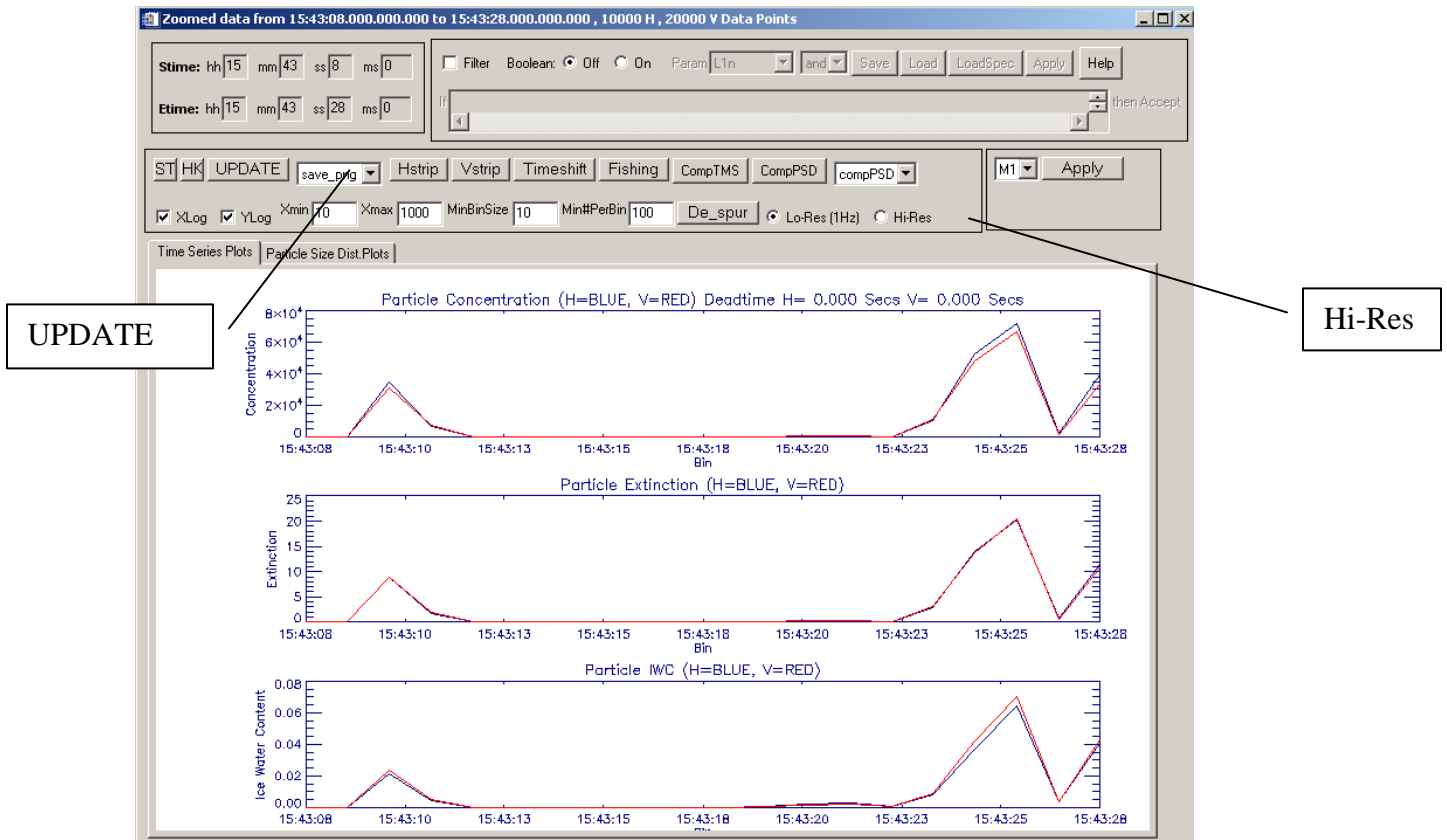 Zoomed data from 15:43:08.000.000.000 to 15:43:28.000.000.000 , 10000 H , 20000 V Data Points
Stime: hh 15 mm 43 ss 8 ms 0
Etime: hh 15 mm 43 ss 28 ms 0
Filter Boolean: Off On Param L1n and Save Load LoadSpec Apply Help
If then Accept
ST HK UPDATE save_png Hstrip Vstrip Timeshift Fishing CompTMS CompPSD compPSD M1 Apply
XLog YLog Xmin 10 Xmax 1000 MinBinSize 10 Min#PerBin 100 De_spur Lo-Res (1Hz) Hi-Res
Time Series Plots Particle Size Dist.Plots
UPDATE
Hi-Res
Particle Concentration (H=BLUE, V=RED) Deadtime H= 0.000 Secs V= 0.000 Secs
Concentration
8×10⁴
6×10⁴
4×10⁴
2×10⁴
0
15:43:08 15:43:10 15:43:13 15:43:15 15:43:18 15:43:20 15:43:23 15:43:25 15:43:28
Bin
Particle Extinction (H=BLUE, V=RED)
Extinction
25
20
15
10
5
0
15:43:08 15:43:10 15:43:13 15:43:15 15:43:18 15:43:20 15:43:23 15:43:25 15:43:28
Bin
Particle IWC (H=BLUE, V=RED)
Ice Water Content
0.08
0.06
0.04
0.02
0.00
15:43:08 15:43:10 15:43:13 15:43:15 15:43:18 15:43:20 15:43:23 15:43:25 15:43:28